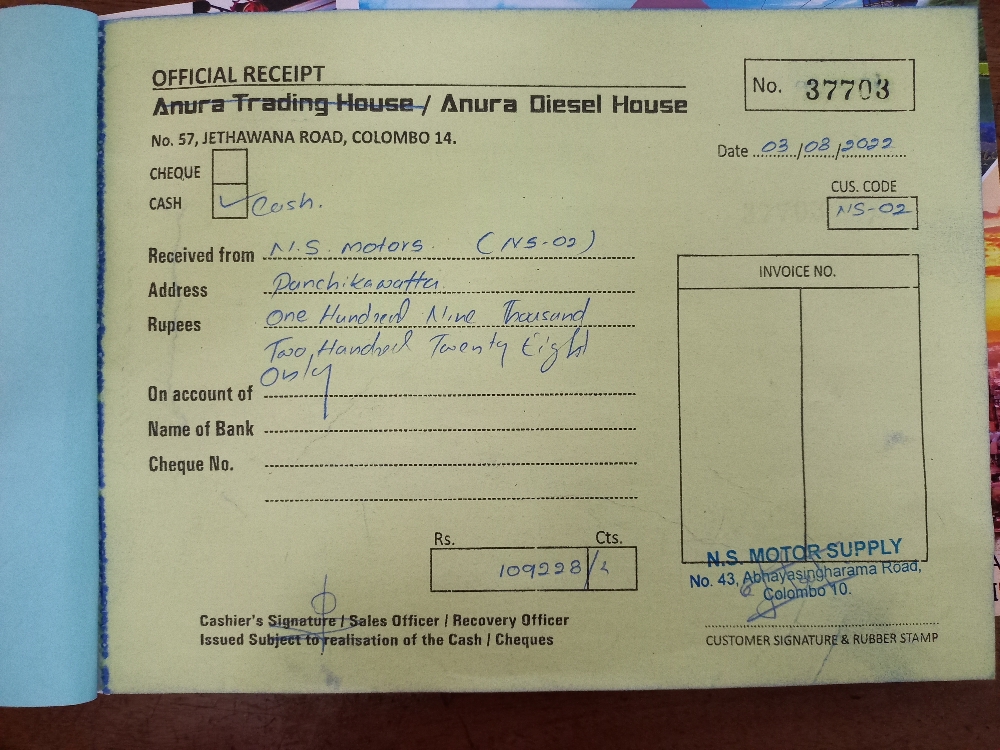 OFFICIAL RECEIPT
Anura Trading House / Anura Diesel House
No. 37703
No. 57, JETHAWANA ROAD, COLOMBO 14.
Date 03/08/2022
CHEQUE
CASH ✓ Cash.
CUS. CODE
NS-02
Received from N.S. Motors (NS-02)
Address Panchikawatta
Rupees One Hundred Nine Thousand
Two Hundred Twenty Eight
Only
On account of
Name of Bank
Cheque No.
INVOICE NO.
Rs. Cts.
109228/
N.S. MOTOR SUPPLY
No. 43, Abhayasingharama Road,
Colombo 10.
Cashier's Signature / Sales Officer / Recovery Officer
Issued Subject to realisation of the Cash / Cheques
CUSTOMER SIGNATURE & RUBBER STAMP